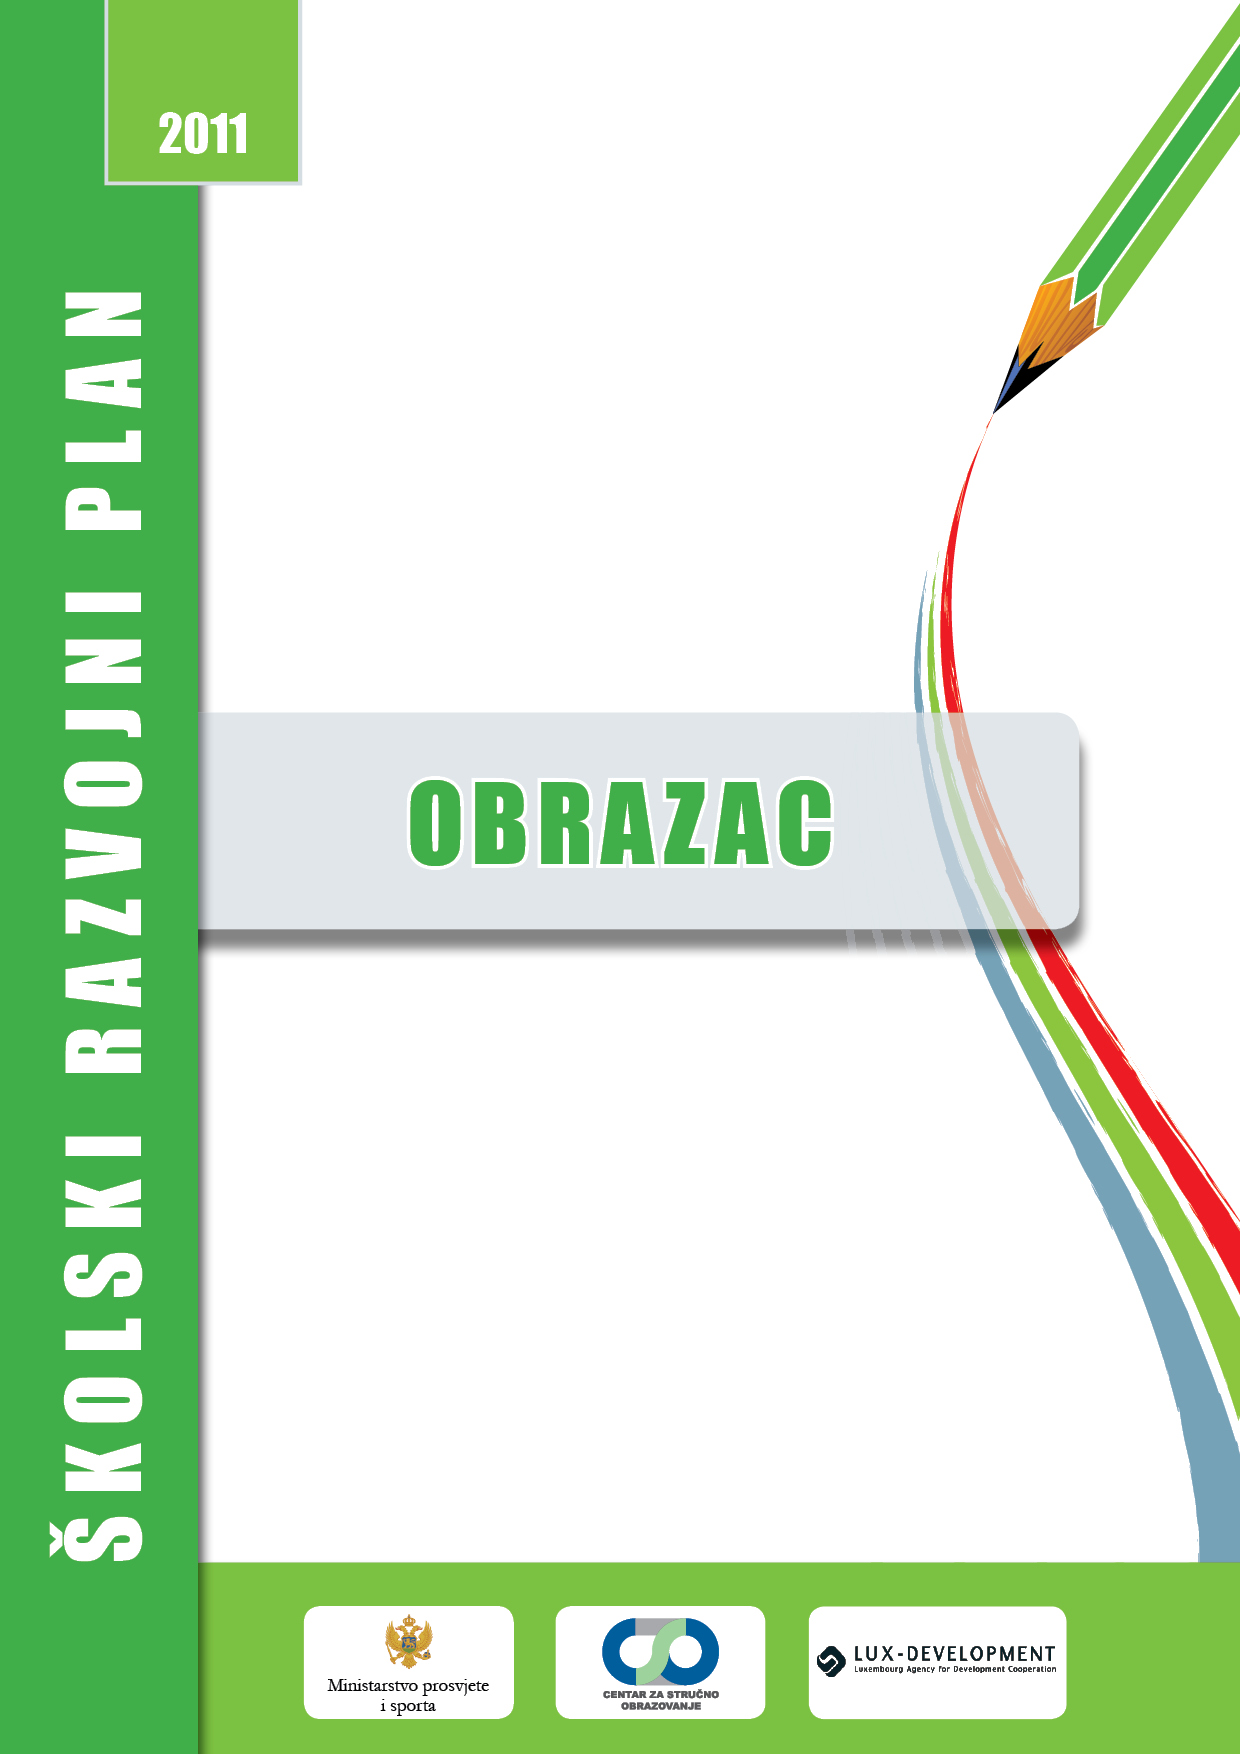 2011
ŠKOLSKI RAZVOJNI PLAN
OBRAZAC
Ministarstvo prosvjete
i sporta
CENTAR ZA STRUČNO
OBRAZOVANJE
LUX-DEVELOPMENT
Luxembourg Agency for Development Cooperation